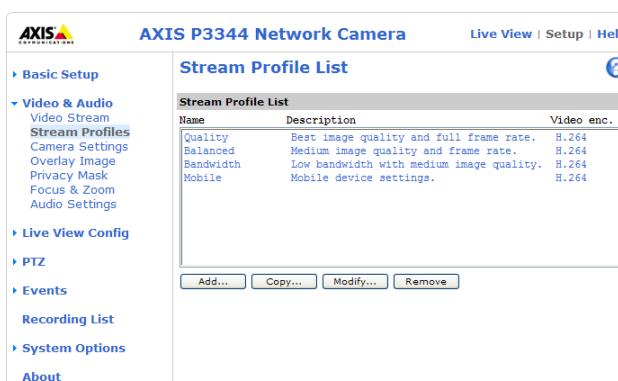 AXIS
COMMUNICATIONS
AXIS P3344 Network Camera
Live View | Setup | Hel
Basic Setup
Video & Audio
Video Stream
Stream Profiles
Camera Settings
Overlay Image
Privacy Mask
Focus & Zoom
Audio Settings
Live View Config
PTZ
Events
Recording List
System Options
About
Stream Profile List
Stream Profile List
Name Description Video enc.
Quality Best image quality and full frame rate. H.264
Balanced Medium image quality and frame rate. H.264
Bandwidth Low bandwidth with medium image quality. H.264
Mobile Mobile device settings. H.264
Add... Copy... Modify... Remove